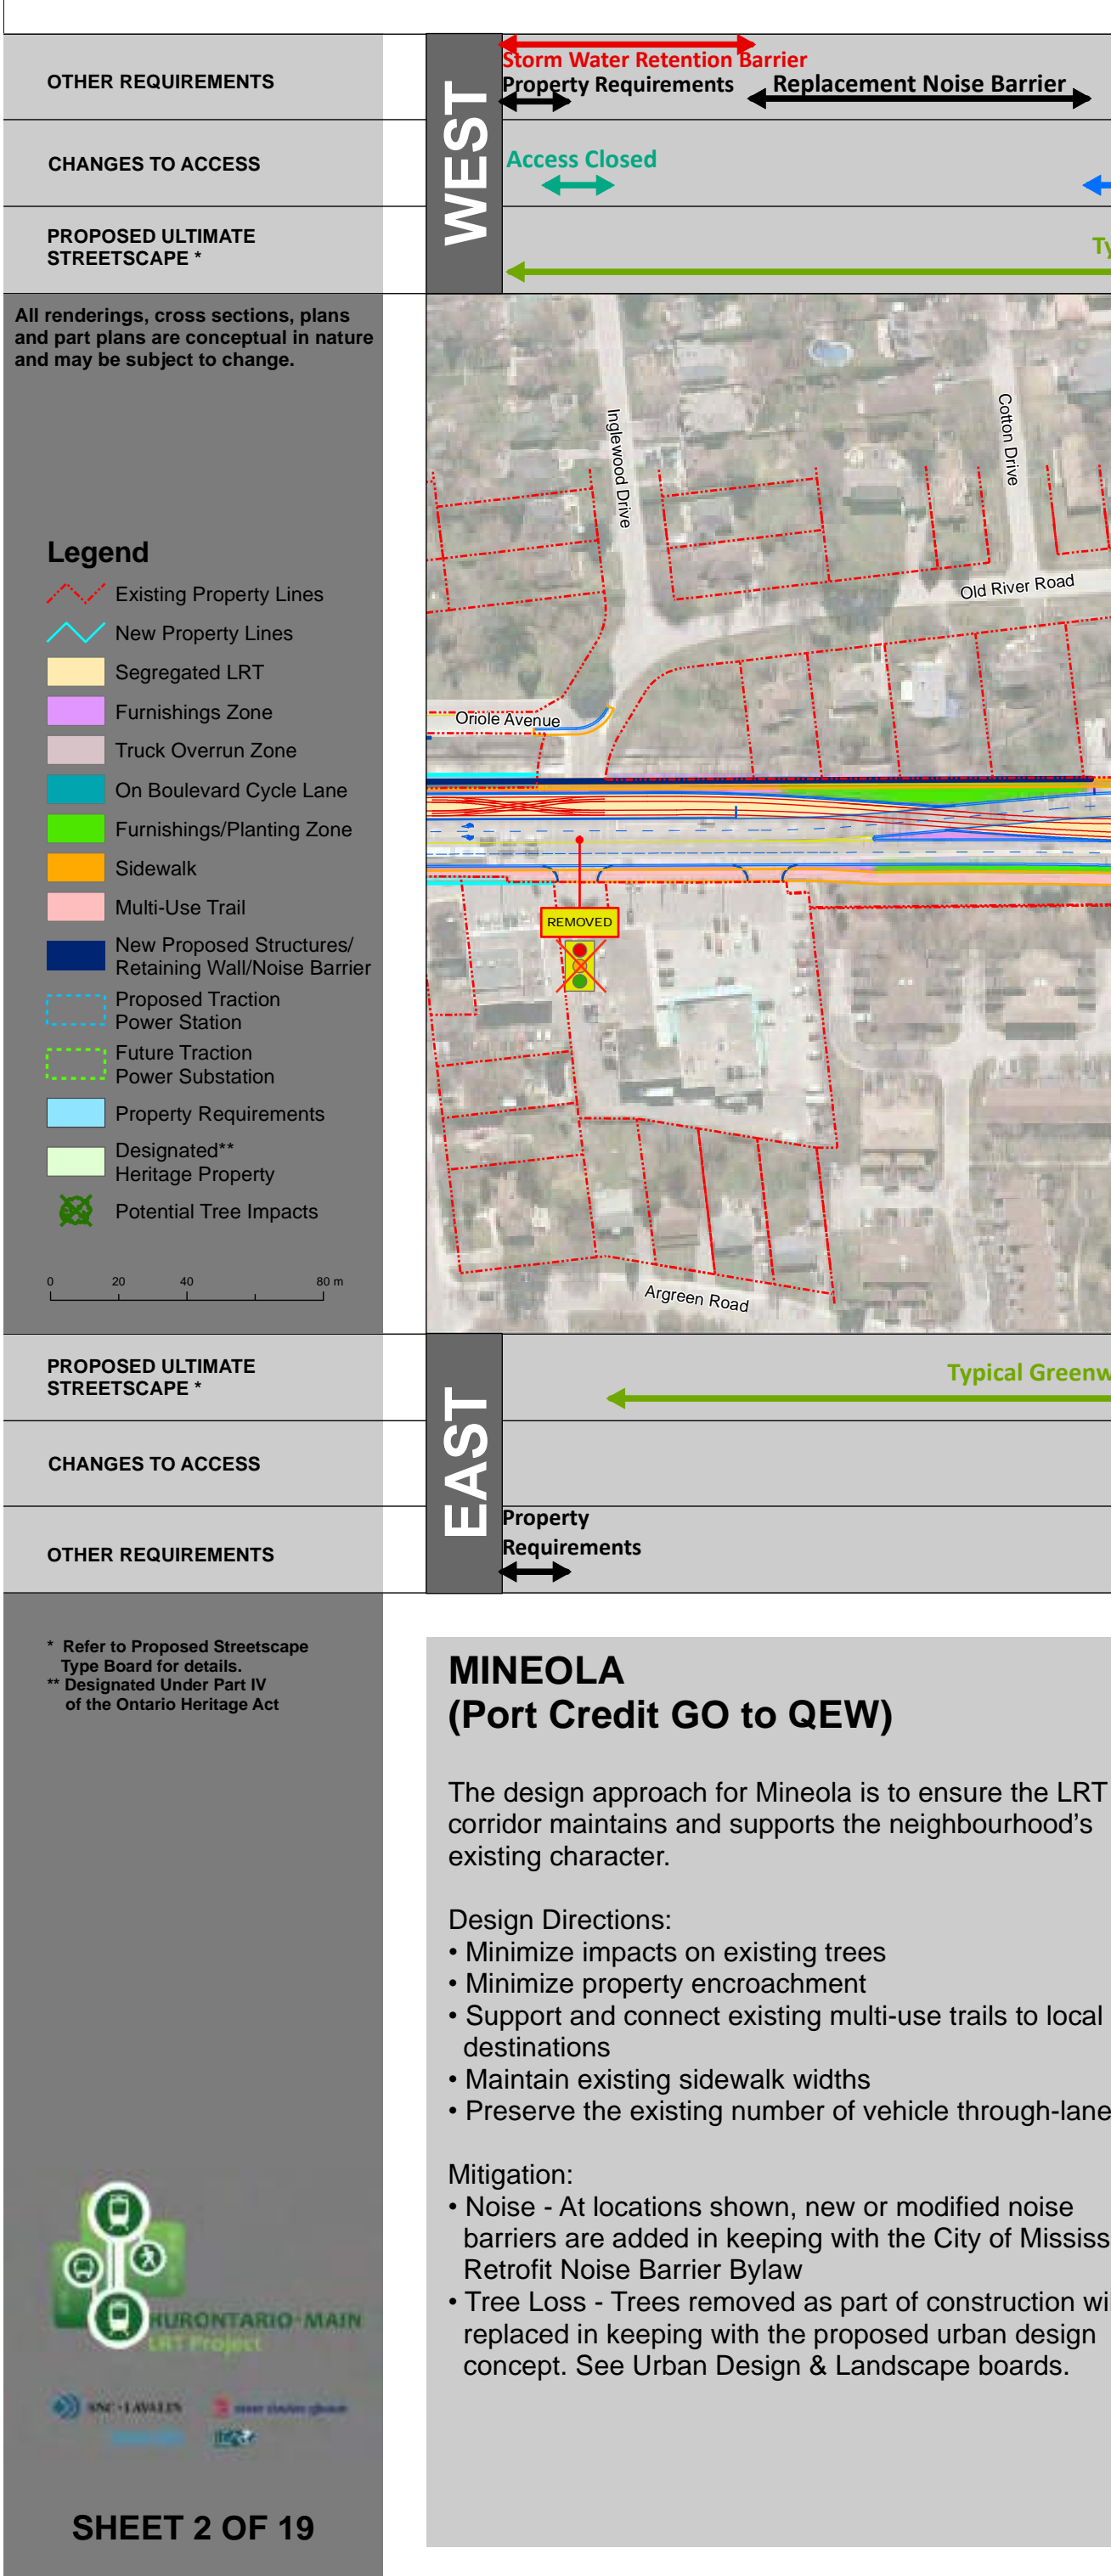 OTHER REQUIREMENTS
WEST
Storm Water Retention Barrier
Property Requirements
Replacement Noise Barrier
CHANGES TO ACCESS
Access Closed
PROPOSED ULTIMATE
STREETSCAPE *
Ty
All renderings, cross sections, plans
and part plans are conceptual in nature
and may be subject to change.
Inglewood Drive
Cotton Drive
Old River Road
Oriole Avenue
REMOVED
Argreen Road
Legend
Existing Property Lines
New Property Lines
Segregated LRT
Furnishings Zone
Truck Overrun Zone
On Boulevard Cycle Lane
Furnishings/Planting Zone
Sidewalk
Multi-Use Trail
New Proposed Structures/
Retaining Wall/Noise Barrier
Proposed Traction
Power Station
Future Traction
Power Substation
Property Requirements
Designated**
Heritage Property
Potential Tree Impacts
0 20 40 80 m
PROPOSED ULTIMATE
STREETSCAPE *
EAST
Typical Greenw
CHANGES TO ACCESS
OTHER REQUIREMENTS
Property
Requirements
* Refer to Proposed Streetscape
Type Board for details.
** Designated Under Part IV
of the Ontario Heritage Act
MINEOLA
(Port Credit GO to QEW)
The design approach for Mineola is to ensure the LRT
corridor maintains and supports the neighbourhood's
existing character.
Design Directions:
• Minimize impacts on existing trees
• Minimize property encroachment
• Support and connect existing multi-use trails to local
destinations
• Maintain existing sidewalk widths
• Preserve the existing number of vehicle through-lane
Mitigation:
• Noise - At locations shown, new or modified noise
barriers are added in keeping with the City of Mississ
Retrofit Noise Barrier Bylaw
• Tree Loss - Trees removed as part of construction wi
replaced in keeping with the proposed urban design
concept. See Urban Design & Landscape boards.
HURONTARIO-MAIN
LRT Project
SNC·LAVALIN
SHEET 2 OF 19